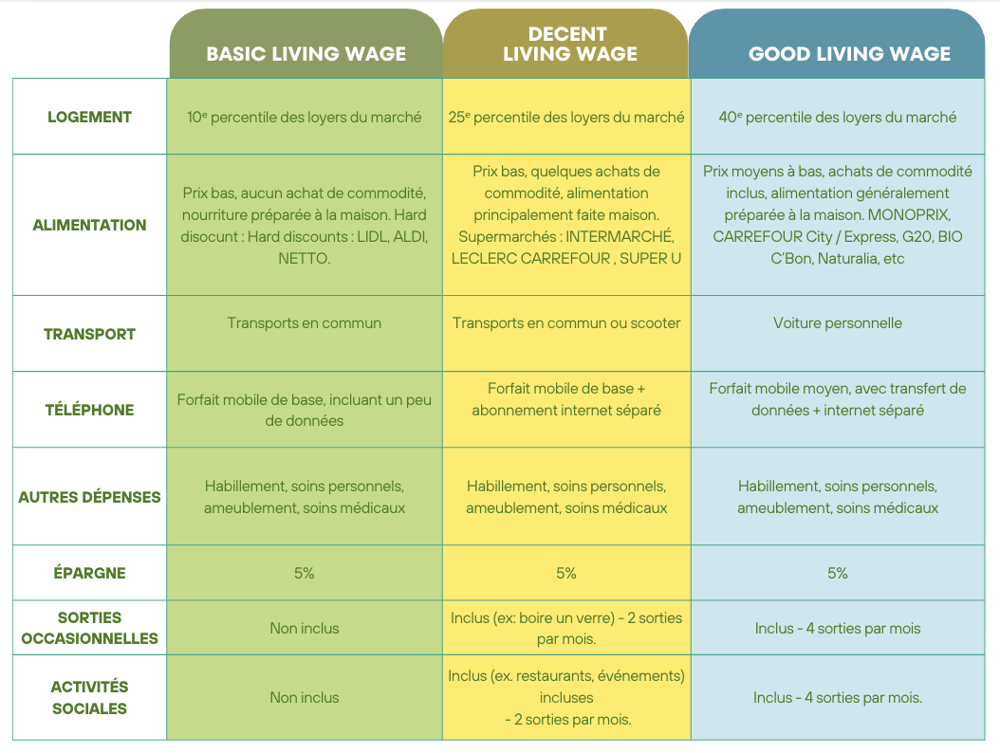 BASIC LIVING WAGE
DECENT
LIVING WAGE
GOOD LIVING WAGE
LOGEMENT
10ᵉ percentile des loyers du marché
25ᵉ percentile des loyers du marché
40ᵉ percentile des loyers du marché
ALIMENTATION
Prix bas, aucun achat de commodité,
nourriture préparée à la maison. Hard
disocunt : Hard discounts : LIDL, ALDI,
NETTO.
Prix bas, quelques achats de
commodité, alimentation
principalement faite maison.
Supermarchés : INTERMARCHÉ,
LECLERC CARREFOUR , SUPER U
Prix moyens à bas, achats de commodité
inclus, alimentation généralement
préparée à la maison. MONOPRIX,
CARREFOUR City / Express, G20, BIO
C'Bon, Naturalia, etc
TRANSPORT
Transports en commun
Transports en commun ou scooter
Voiture personnelle
TÉLÉPHONE
Forfait mobile de base, incluant un peu
de données
Forfait mobile de base +
abonnement internet séparé
Forfait mobile moyen, avec transfert de
données + internet séparé
AUTRES DÉPENSES
Habillement, soins personnels,
ameublement, soins médicaux
Habillement, soins personnels,
ameublement, soins médicaux
Habillement, soins personnels,
ameublement, soins médicaux
ÉPARGNE
5%
5%
5%
SORTIES
OCCASIONNELLES
Non inclus
Inclus (ex: boire un verre) - 2 sorties
par mois.
Inclus - 4 sorties par mois
ACTIVITÉS
SOCIALES
Non inclus
Inclus (ex. restaurants, événements)
incluses
- 2 sorties par mois.
Inclus - 4 sorties par mois.